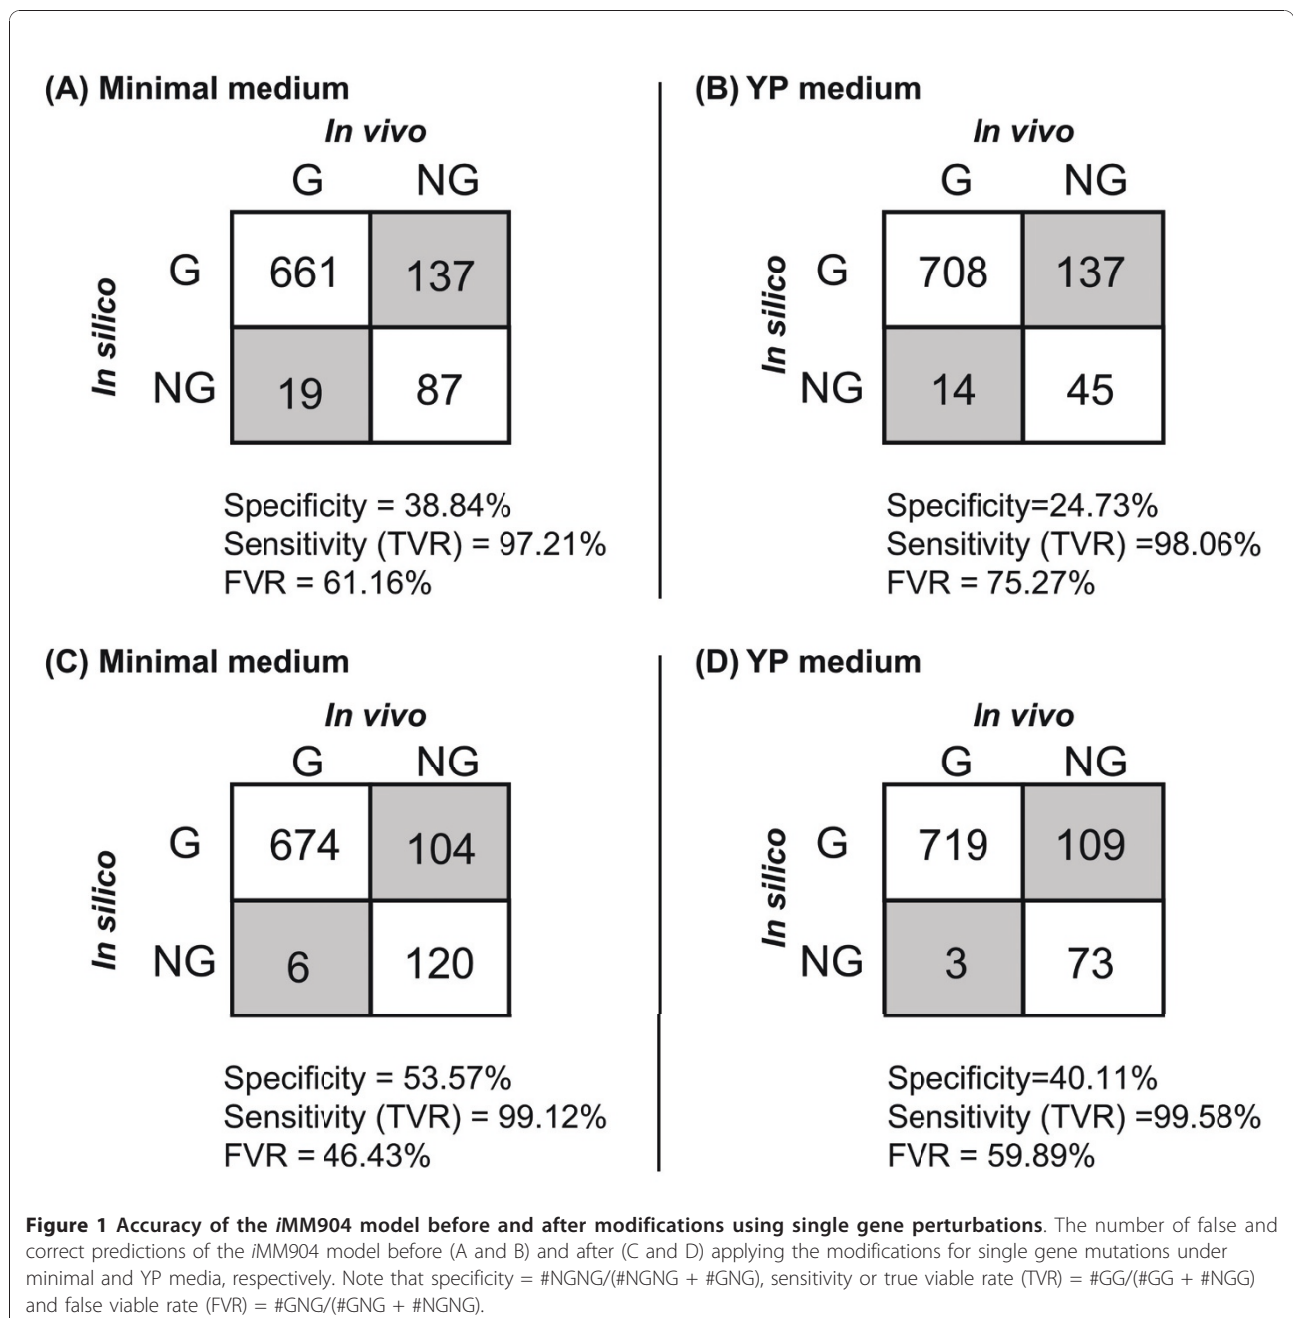 (A) Minimal medium
In vivo
G NG
In silico
G 661 137
NG 19 87
Specificity = 38.84%
Sensitivity (TVR) = 97.21%
FVR = 61.16%
(B) YP medium
In vivo
G NG
In silico
G 708 137
NG 14 45
Specificity=24.73%
Sensitivity (TVR) =98.06%
FVR = 75.27%
(C) Minimal medium
In vivo
G NG
In silico
G 674 104
NG 6 120
Specificity = 53.57%
Sensitivity (TVR) = 99.12%
FVR = 46.43%
(D) YP medium
In vivo
G NG
In silico
G 719 109
NG 3 73
Specificity=40.11%
Sensitivity (TVR) =99.58%
FVR = 59.89%
Figure 1 Accuracy of the iMM904 model before and after modifications using single gene perturbations. The number of false and
correct predictions of the iMM904 model before (A and B) and after (C and D) applying the modifications for single gene mutations under
minimal and YP media, respectively. Note that specificity = #NGNG/(#NGNG + #GNG), sensitivity or true viable rate (TVR) = #GG/(#GG + #NGG)
and false viable rate (FVR) = #GNG/(#GNG + #NGNG).